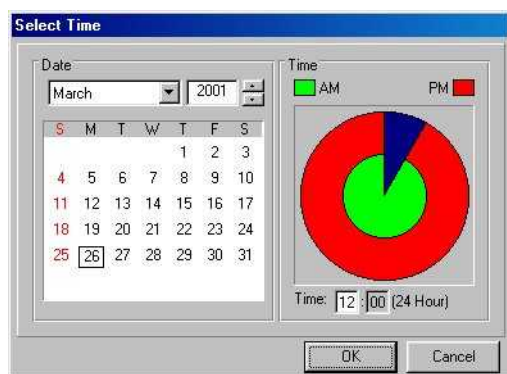 Select Time
Date
March 2001
S M T W T F S
1 2 3
4 5 6 7 8 9 10
11 12 13 14 15 16 17
18 19 20 21 22 23 24
25 26 27 28 29 30 31
Time
AM PM
Time: 12 : 00 (24 Hour)
OK Cancel